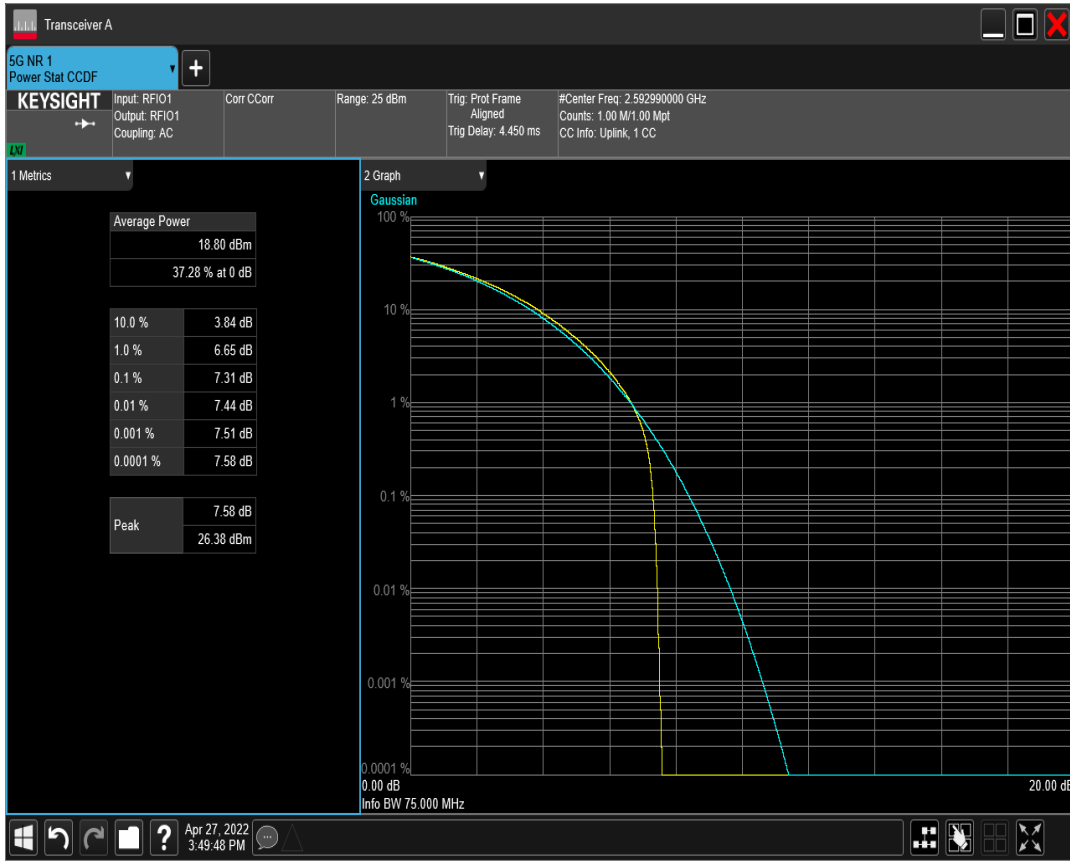 Transceiver A
5G NR 1
Power Stat CCDF
KEYSIGHT
LXI
Input: RFIO1
Output: RFIO1
Coupling: AC
Corr CCorr
Range: 25 dBm
Trig: Prot Frame
Aligned
Trig Delay: 4.450 ms
#Center Freq: 2.592990000 GHz
Counts: 1.00 M/1.00 Mpt
CC Info: Uplink, 1 CC
1 Metrics
Average Power
18.80 dBm
37.28 % at 0 dB
10.0 % 3.84 dB
1.0 % 6.65 dB
0.1 % 7.31 dB
0.01 % 7.44 dB
0.001 % 7.51 dB
0.0001 % 7.58 dB
Peak
7.58 dB
26.38 dBm
2 Graph
Gaussian
100 %
10 %
1 %
0.1 %
0.01 %
0.001 %
0.0001 %
0.00 dB
20.00 dB
Info BW 75.000 MHz
Apr 27, 2022
3:49:48 PM